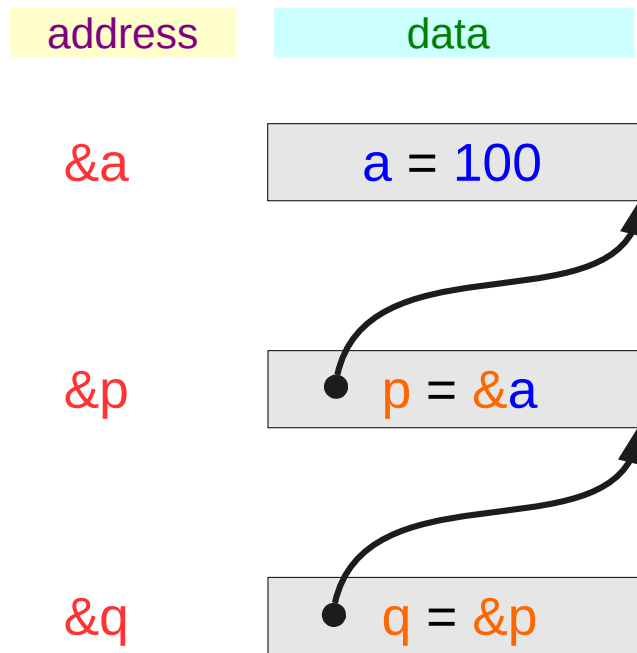 address data
&a a = 100
&p p = &a
&q q = &p